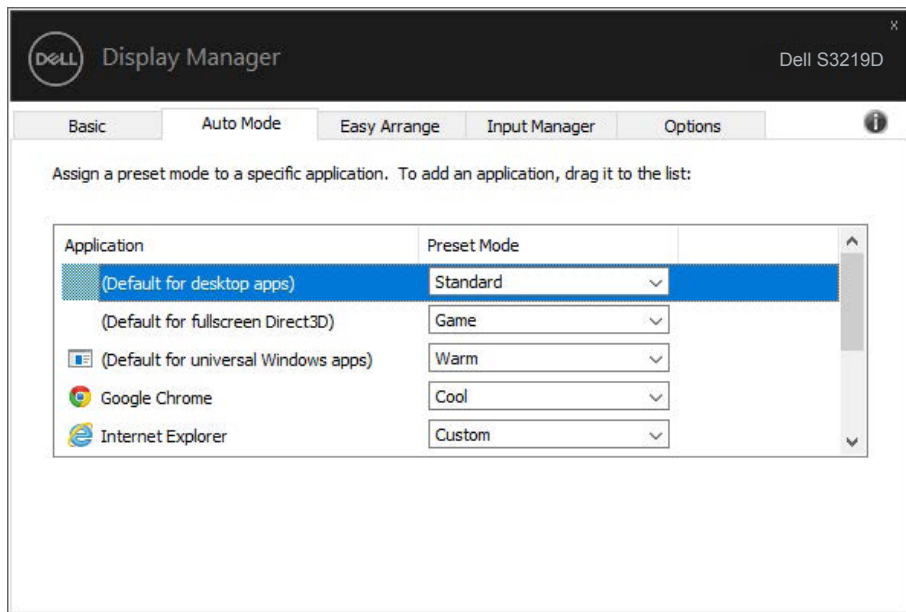 x
DELL Display Manager Dell S3219D
Basic Auto Mode Easy Arrange Input Manager Options i
Assign a preset mode to a specific application. To add an application, drag it to the list:
Application Preset Mode
(Default for desktop apps) Standard
(Default for fullscreen Direct3D) Game
(Default for universal Windows apps) Warm
Google Chrome Cool
Internet Explorer Custom